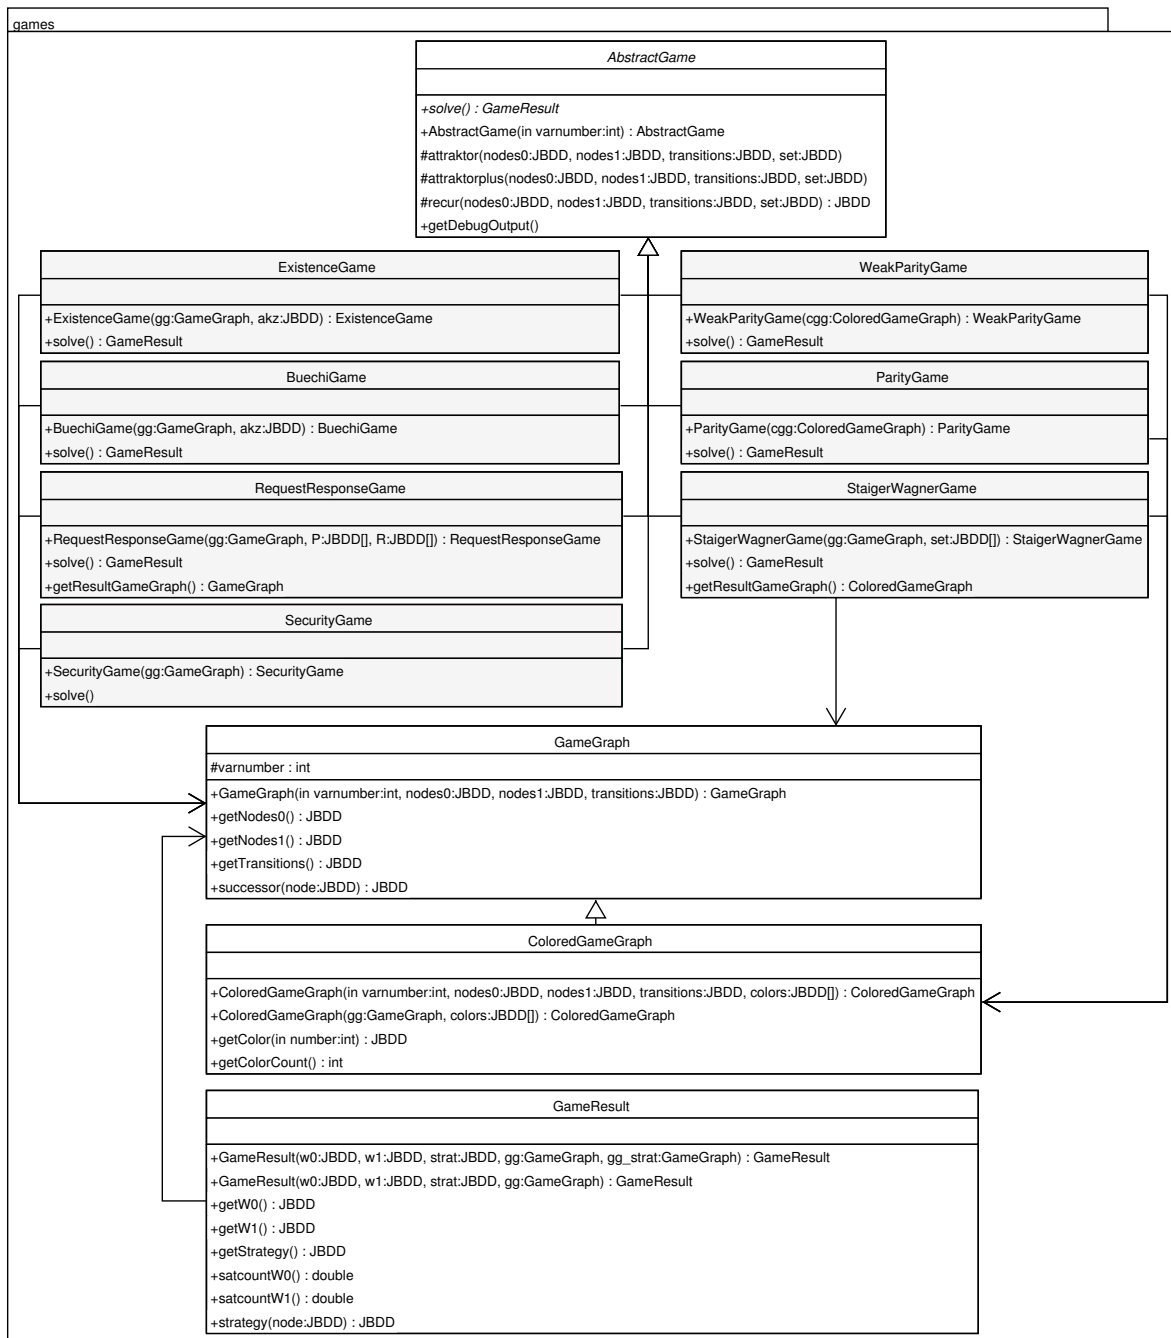 games
AbstractGame
+solve() : GameResult
+AbstractGame(in varnumber:int) : AbstractGame
#attraktor(nodes0:JBDD, nodes1:JBDD, transitions:JBDD, set:JBDD)
#attraktorplus(nodes0:JBDD, nodes1:JBDD, transitions:JBDD, set:JBDD)
#recur(nodes0:JBDD, nodes1:JBDD, transitions:JBDD, set:JBDD) : JBDD
+getDebugOutput()
ExistenceGame
+ExistenceGame(gg:GameGraph, akz:JBDD) : ExistenceGame
+solve() : GameResult
WeakParityGame
+WeakParityGame(cgg:ColoredGameGraph) : WeakParityGame
+solve() : GameResult
BuechiGame
+BuechiGame(gg:GameGraph, akz:JBDD) : BuechiGame
+solve() : GameResult
ParityGame
+ParityGame(cgg:ColoredGameGraph) : ParityGame
+solve() : GameResult
RequestResponseGame
+RequestResponseGame(gg:GameGraph, P:JBDD[], R:JBDD[]) : RequestResponseGame
+solve() : GameResult
+getResultGameGraph() : GameGraph
StaigerWagnerGame
+StaigerWagnerGame(gg:GameGraph, set:JBDD[]) : StaigerWagnerGame
+solve() : GameResult
+getResultGameGraph() : ColoredGameGraph
SecurityGame
+SecurityGame(gg:GameGraph) : SecurityGame
+solve()
GameGraph
#varnumber : int
+GameGraph(in varnumber:int, nodes0:JBDD, nodes1:JBDD, transitions:JBDD) : GameGraph
+getNodes0() : JBDD
+getNodes1() : JBDD
+getTransitions() : JBDD
+successor(node:JBDD) : JBDD
ColoredGameGraph
+ColoredGameGraph(in varnumber:int, nodes0:JBDD, nodes1:JBDD, transitions:JBDD, colors:JBDD[]) : ColoredGameGraph
+ColoredGameGraph(gg:GameGraph, colors:JBDD[]) : ColoredGameGraph
+getColor(in number:int) : JBDD
+getColorCount() : int
GameResult
+GameResult(w0:JBDD, w1:JBDD, strat:JBDD, gg:GameGraph, gg_strat:GameGraph) : GameResult
+GameResult(w0:JBDD, w1:JBDD, strat:JBDD, gg:GameGraph) : GameResult
+getW0() : JBDD
+getW1() : JBDD
+getStrategy() : JBDD
+satcountW0() : double
+satcountW1() : double
+strategy(node:JBDD) : JBDD